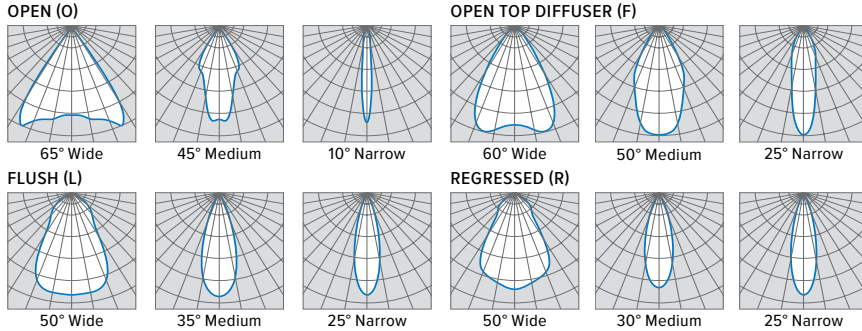 OPEN (O)
65° Wide
45° Medium
10° Narrow
OPEN TOP DIFFUSER (F)
60° Wide
50° Medium
25° Narrow
FLUSH (L)
50° Wide
35° Medium
25° Narrow
REGRESSED (R)
50° Wide
30° Medium
25° Narrow